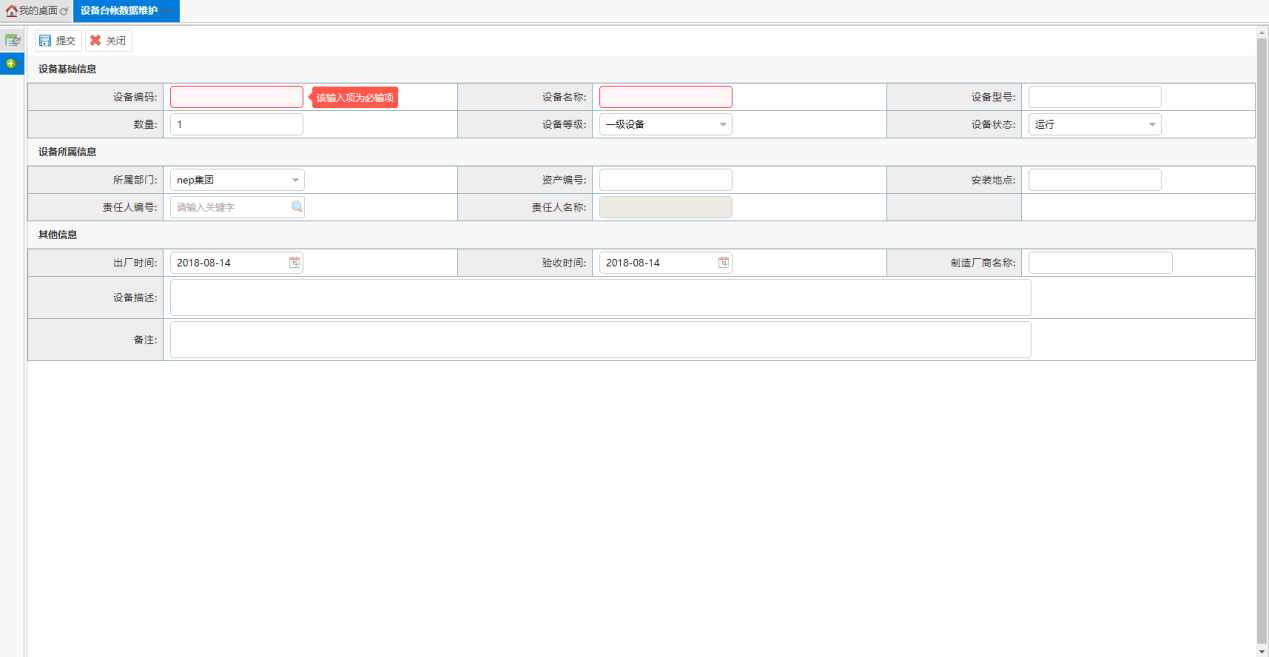 我的桌面 设备台帐数据维护
提交 关闭
设备基础信息
设备编码: 该输入项为必输项 设备名称: 设备型号:
数量: 1 设备等级: 一级设备 设备状态: 运行
设备所属信息
所属部门: nep集团 资产编号: 安装地点:
责任人编号: 请输入关键字 责任人名称:
其他信息
出厂时间: 2018-08-14 验收时间: 2018-08-14 制造厂商名称:
设备描述:
备注: